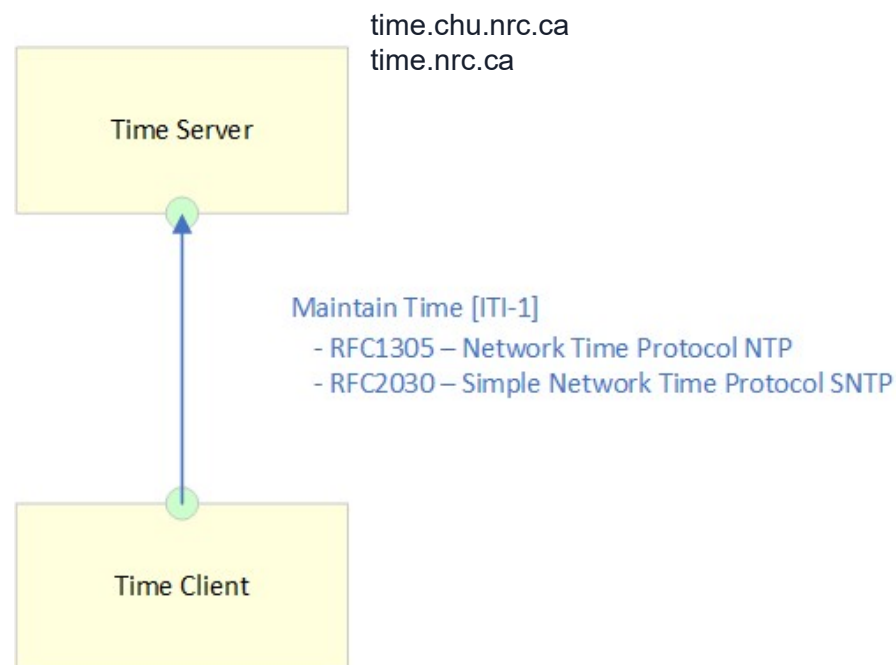 time.chu.nrc.ca
time.nrc.ca
Time Server
Maintain Time [ITI-1]
- RFC1305 – Network Time Protocol NTP
- RFC2030 – Simple Network Time Protocol SNTP
Time Client